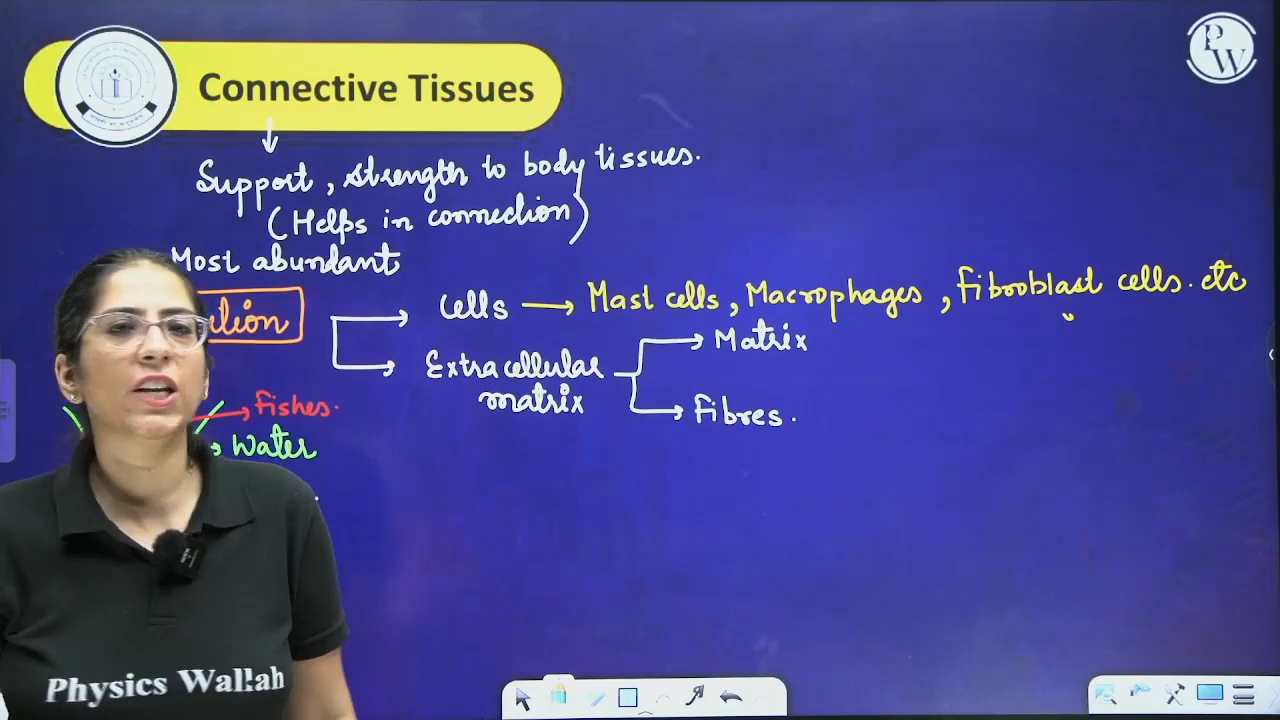 Connective Tissues
PW
Support, strength to body tissues.
(Helps in connection)
Most abundant
Cells → Mast cells, Macrophages, Fibroblast cells. etc
Extracellular matrix
Matrix
Fibres.
Fishes.
Water
Physics Wallah